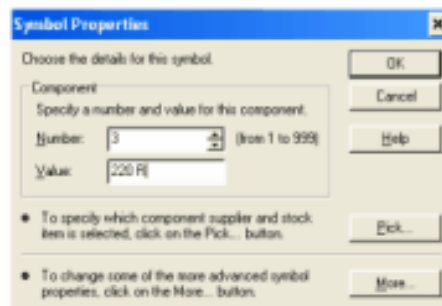 Symbol Properties
Choose the details for this symbol.
OK
Component
Cancel
Specify a number and value for this component.
Number: 3 (from 1 to 999)
Help
Value: 220 R
To specify which component supplier and stock
item is selected, click on the Pick... button.
Pick...
To change some of the more advanced symbol
properties, click on the More... button.
More...